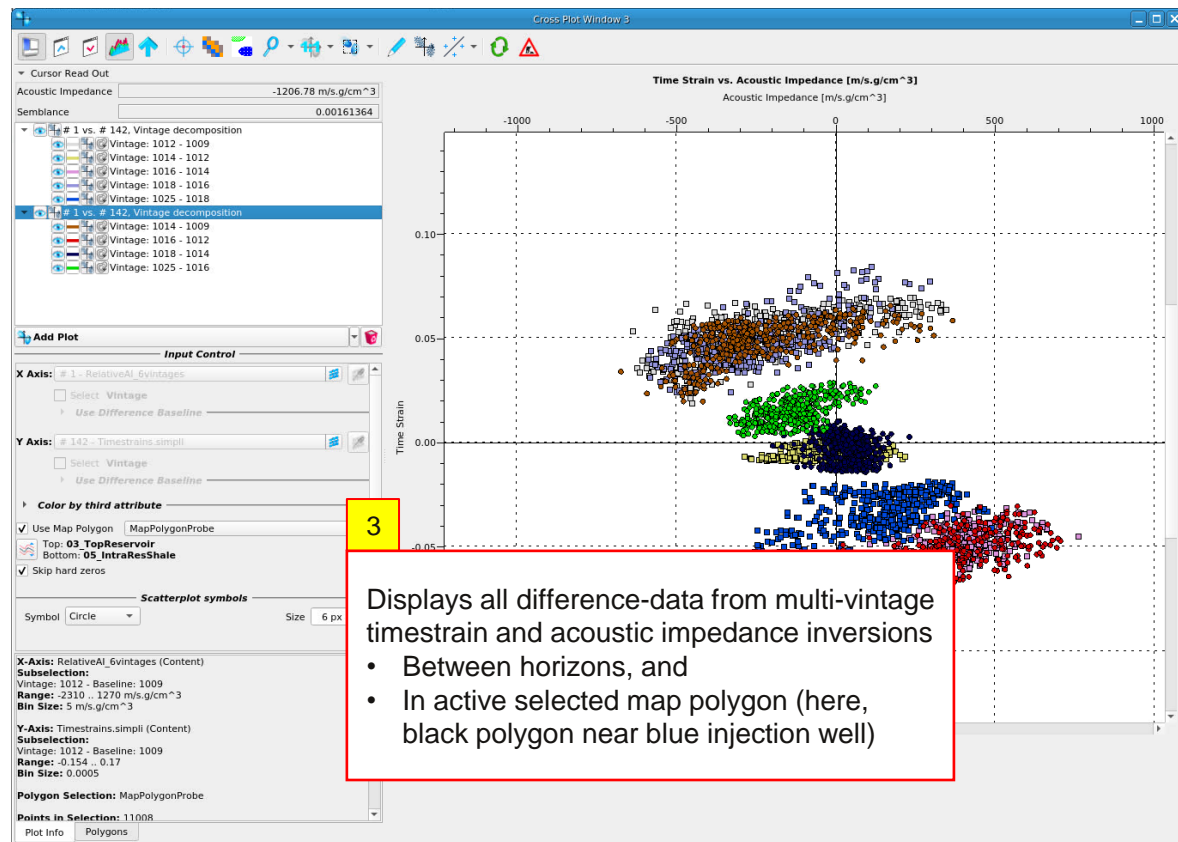 Cross Plot Window 3
Cursor Read Out
Acoustic Impedance -1206.78 m/s.g/cm^3
Semblance 0.00161364
# 1 vs. # 142, Vintage decomposition
Vintage: 1012 - 1009
Vintage: 1014 - 1012
Vintage: 1016 - 1014
Vintage: 1018 - 1016
Vintage: 1025 - 1018
# 1 vs. # 142, Vintage decomposition
Vintage: 1014 - 1009
Vintage: 1016 - 1012
Vintage: 1018 - 1014
Vintage: 1025 - 1016
Add Plot
Input Control
X Axis: # 1 - RelativeAI_6vintages
Select Vintage
Use Difference Baseline
Y Axis: # 142 - Timestrains.simpli
Select Vintage
Use Difference Baseline
Color by third attribute
Use Map Polygon MapPolygonProbe
Top: 03_TopReservoir
Bottom: 05_IntraResShale
Skip hard zeros
Scatterplot symbols
Symbol Circle Size 6 px
X-Axis: RelativeAI_6vintages (Content)
Subselection:
Vintage: 1012 - Baseline: 1009
Range: -2310 .. 1270 m/s.g/cm^3
Bin Size: 5 m/s.g/cm^3
Y-Axis: Timestrains.simpli (Content)
Subselection:
Vintage: 1012 - Baseline: 1009
Range: -0.154 .. 0.17
Bin Size: 0.0005
Polygon Selection: MapPolygonProbe
Points in Selection: 11008
Plot Info Polygons
Time Strain vs. Acoustic Impedance [m/s.g/cm^3]
Acoustic Impedance [m/s.g/cm^3]
-1000 -500 0 500 1000
0.10
0.05
0.00
-0.05
Time Strain
3
Displays all difference-data from multi-vintage
timestrain and acoustic impedance inversions
• Between horizons, and
• In active selected map polygon (here,
black polygon near blue injection well)